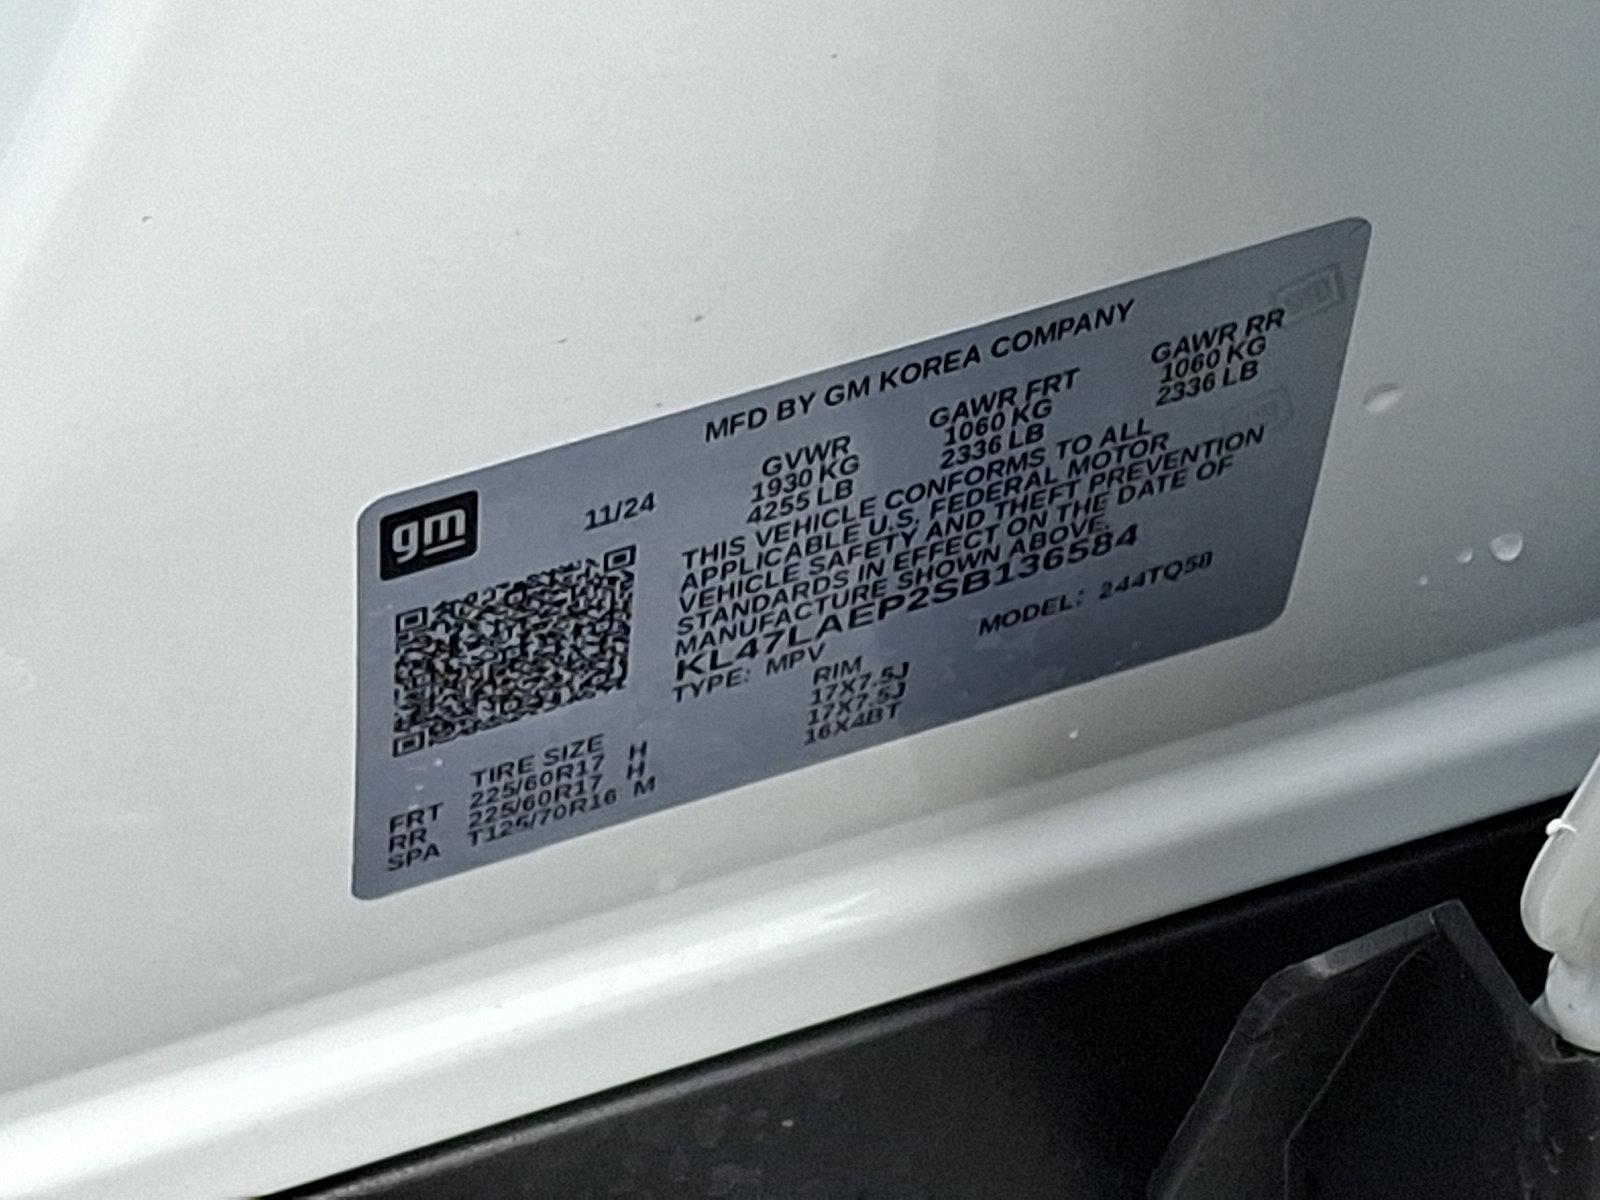 MFD BY GM KOREA COMPANY
gm
11/24
GVWR GAWR FRT GAWR RR
1930 KG 1060 KG 1060 KG
4255 LB 2336 LB 2336 LB
THIS VEHICLE CONFORMS TO ALL
APPLICABLE U.S. FEDERAL MOTOR
VEHICLE SAFETY AND THEFT PREVENTION
STANDARDS IN EFFECT ON THE DATE OF
MANUFACTURE SHOWN ABOVE.
KL47LAEP2SB136584
TYPE: MPV MODEL: 244TQ58
TIRE SIZE RIM
FRT 225/60R17 H 17X7.5J
RR 225/60R17 H 17X7.5J
SPA T125/70R16 M 16X4BT